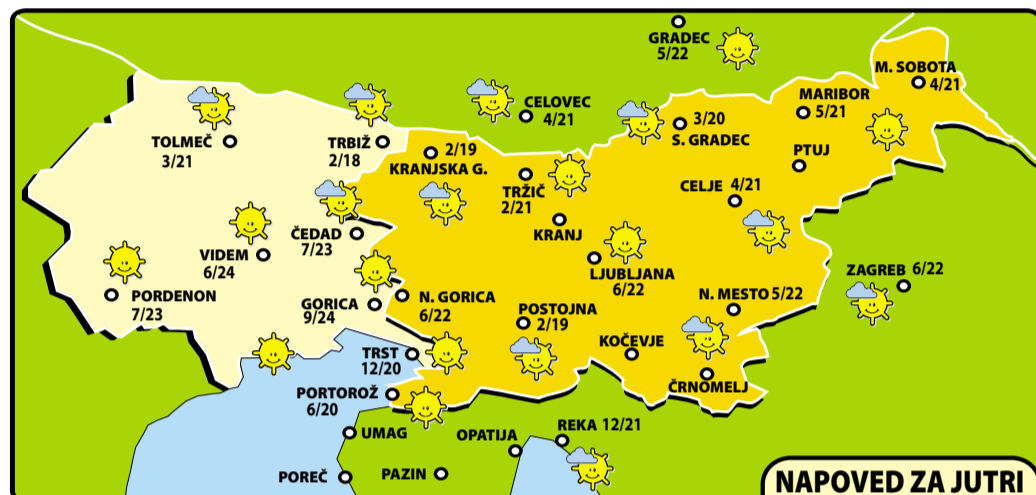 GRADEC
5/22
M. SOBOTA
4/21
MARIBOR
5/21
CELOVEC
4/21
3/20
S. GRADEC
TOLMEČ
3/21
TRBIŽ
2/18
2/19
KRANJSKA G.
PTUJ
TRŽIČ
2/21
CELJE 4/21
KRANJ
ČEDAD
7/23
VIDEM
6/24
LJUBLJANA
6/22
ZAGREB 6/22
PORDENON
7/23
GORICA
9/24
N. GORICA
6/22
POSTOJNA
2/19
N. MESTO 5/22
KOČEVJE
TRST
12/20
ČRNOMELJ
PORTOROŽ
6/20
UMAG
OPATIJA
REKA 12/21
POREČ
PAZIN
NAPOVED ZA JUTRI